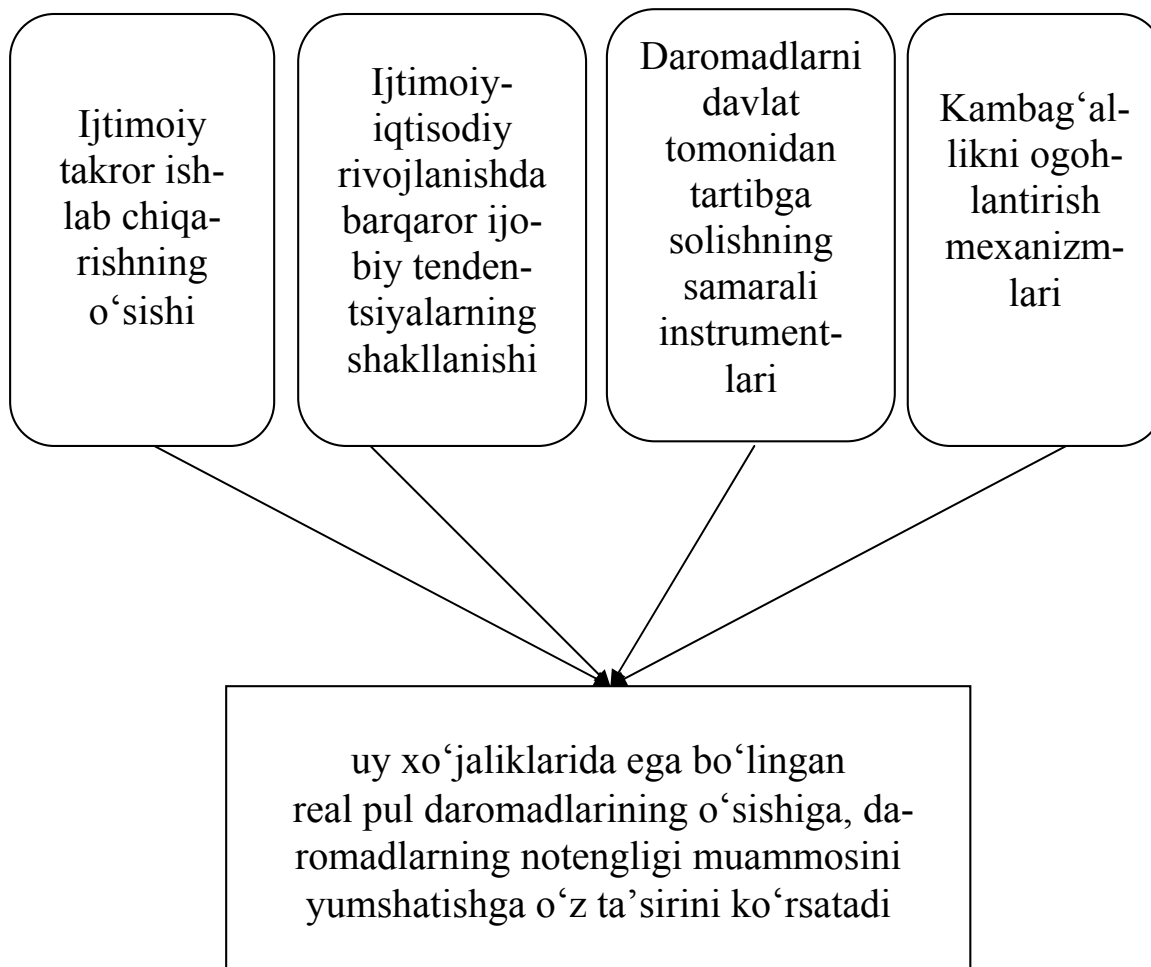 Ijtimoiy
takror ish-
lab chiqa-
rishning
o‘sishi
Ijtimoiy-
iqtisodiy
rivojlanishda
barqaror ijo-
biy tenden-
tsiyalarning
shakllanishi
Daromadlarni
davlat
tomonidan
tartibga
solishning
samarali
instrument-
lari
Kambag‘al-
likni ogoh-
lantirish
mexanizm-
lari
uy xo‘jaliklarida ega bo‘lingan
real pul daromadlarining o‘sishiga, da-
romadlarning notengligi muammosini
yumshatishga o‘z ta’sirini ko‘rsatadi